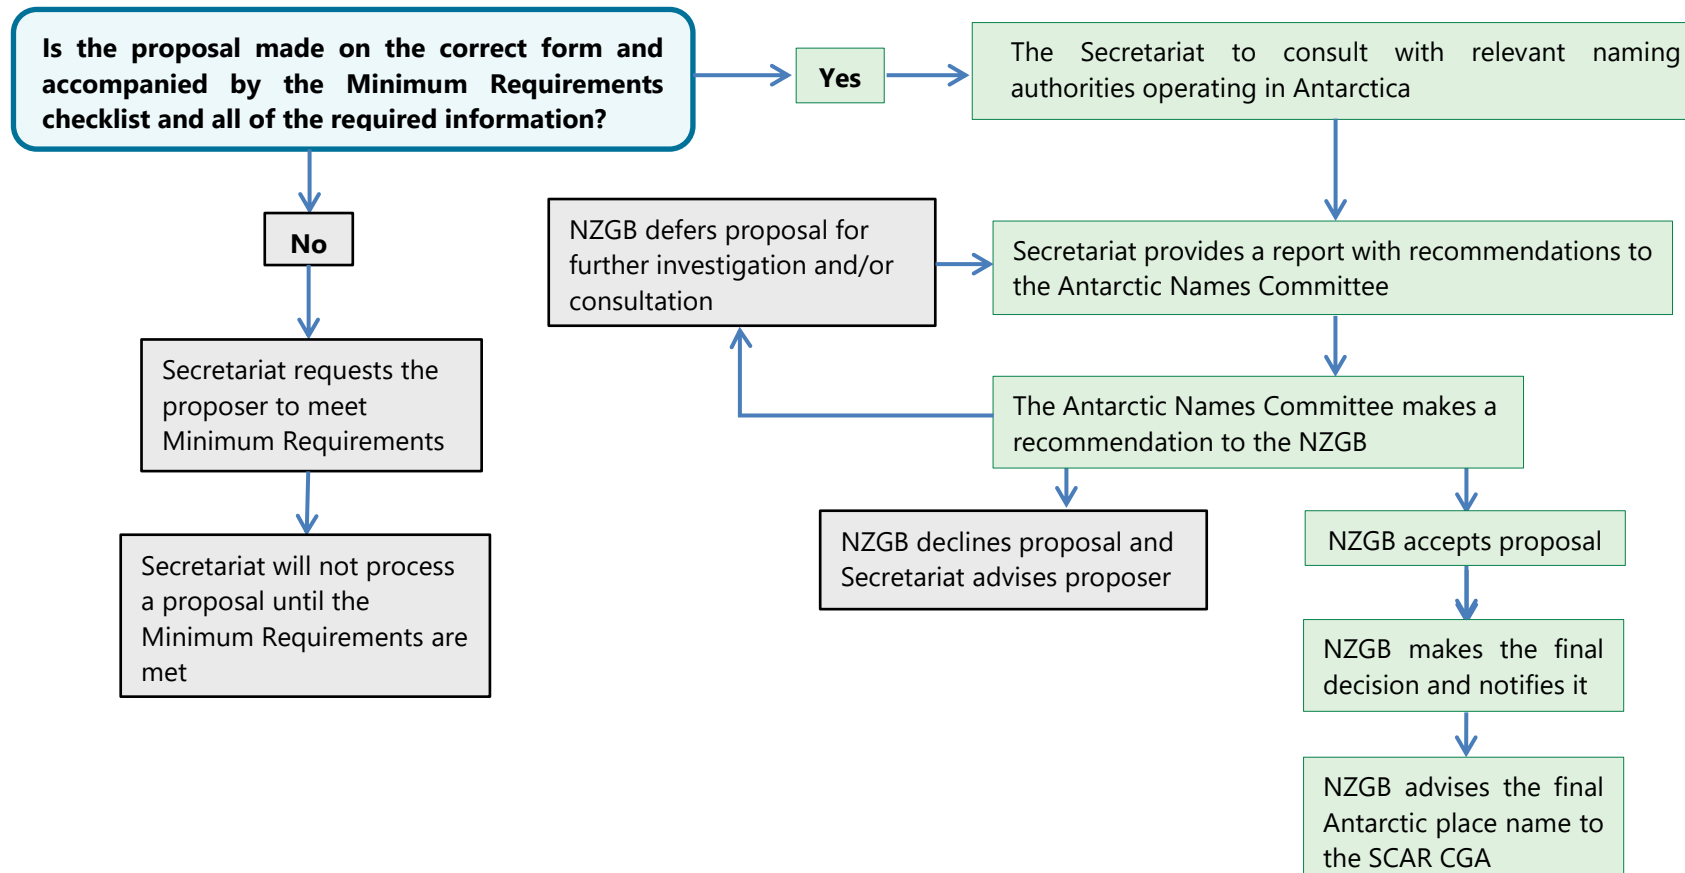 Is the proposal made on the correct form and
accompanied by the Minimum Requirements
checklist and all of the required information?
Yes
The Secretariat to consult with relevant naming
authorities operating in Antarctica
No
NZGB defers proposal for
further investigation and/or
consultation
Secretariat provides a report with recommendations to
the Antarctic Names Committee
Secretariat requests the
proposer to meet
Minimum Requirements
The Antarctic Names Committee makes a
recommendation to the NZGB
Secretariat will not process
a proposal until the
Minimum Requirements are
met
NZGB declines proposal and
Secretariat advises proposer
NZGB accepts proposal
NZGB makes the final
decision and notifies it
NZGB advises the final
Antarctic place name to
the SCAR CGA